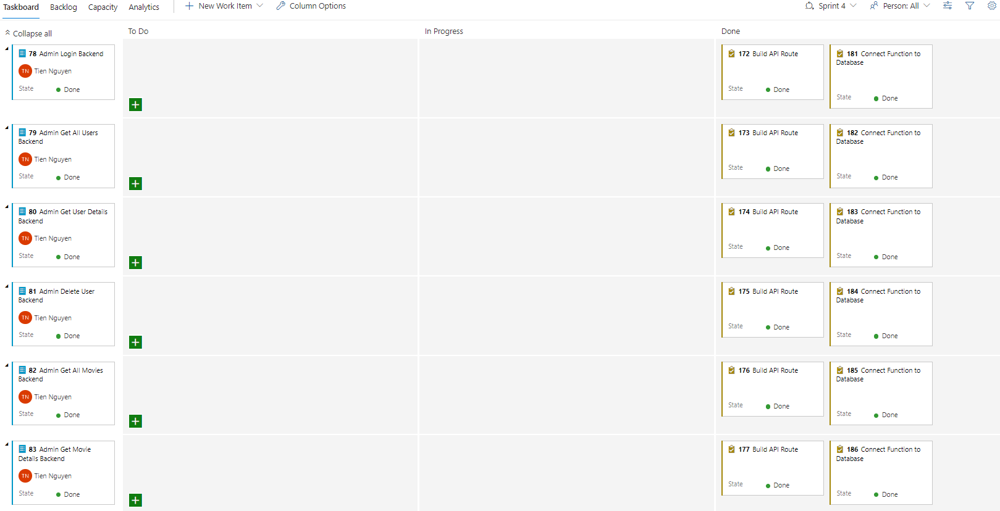 Taskboard Backlog Capacity Analytics New Work Item Column Options Sprint 4 Person: All
Collapse all
To Do In Progress Done
78 Admin Login Backend
TN Tien Nguyen
State Done
172 Build API Route
State Done
181 Connect Function to
Database
State Done
79 Admin Get All Users
Backend
TN Tien Nguyen
State Done
173 Build API Route
State Done
182 Connect Function to
Database
State Done
80 Admin Get User Details
Backend
TN Tien Nguyen
State Done
174 Build API Route
State Done
183 Connect Function to
Database
State Done
81 Admin Delete User
Backend
TN Tien Nguyen
State Done
175 Build API Route
State Done
184 Connect Function to
Database
State Done
82 Admin Get All Movies
Backend
TN Tien Nguyen
State Done
176 Build API Route
State Done
185 Connect Function to
Database
State Done
83 Admin Get Movie
Details Backend
TN Tien Nguyen
State Done
177 Build API Route
State Done
186 Connect Function to
Database
State Done